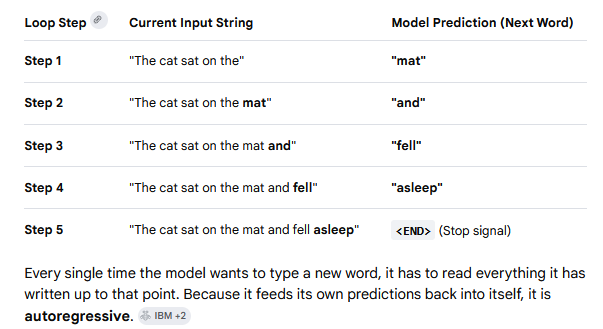 Loop Step Current Input String Model Prediction (Next Word)
Step 1 "The cat sat on the" "mat"
Step 2 "The cat sat on the mat" "and"
Step 3 "The cat sat on the mat and" "fell"
Step 4 "The cat sat on the mat and fell" "asleep"
Step 5 "The cat sat on the mat and fell asleep" <END> (Stop signal)
Every single time the model wants to type a new word, it has to read everything it has
written up to that point. Because it feeds its own predictions back into itself, it is
autoregressive. IBM +2